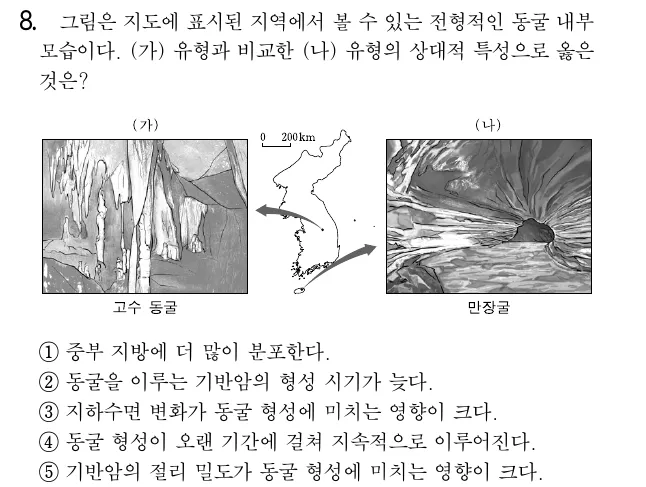 8. 그림은 지도에 표시된 지역에서 볼 수 있는 전형적인 동굴 내부
모습이다. (가) 유형과 비교한 (나) 유형의 상대적 특성으로 옳은
것은?
(가)
0 200km
(나)
고수 동굴
만장굴
① 중부 지방에 더 많이 분포한다.
② 동굴을 이루는 기반암의 형성 시기가 늦다.
③ 지하수면 변화가 동굴 형성에 미치는 영향이 크다.
④ 동굴 형성이 오랜 기간에 걸쳐 지속적으로 이루어진다.
⑤ 기반암의 절리 밀도가 동굴 형성에 미치는 영향이 크다.